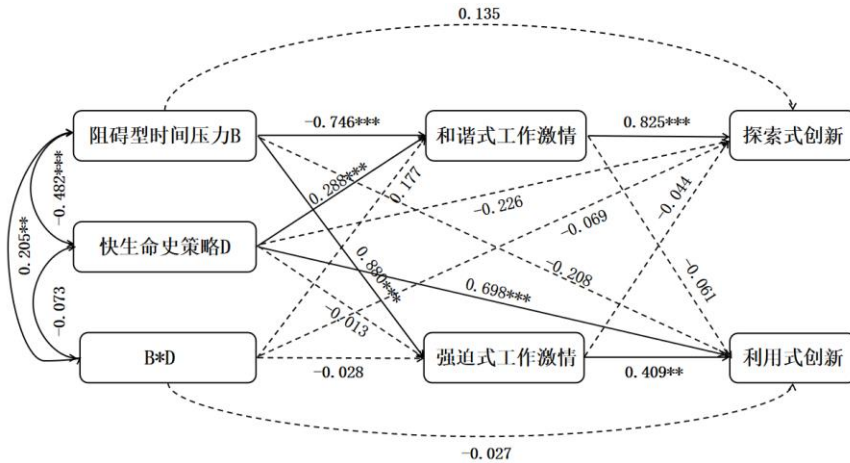 0.135
阻碍型时间压力B
-0.746***
和谐式工作激情
0.825***
探索式创新
-0.482***
0.288***
0.177
-0.226
-0.044
-0.069
0.205**
快生命史策略D
0.880***
-0.208
-0.061
-0.073
0.698***
-0.013
B*D
-0.028
强迫式工作激情
0.409**
利用式创新
-0.027